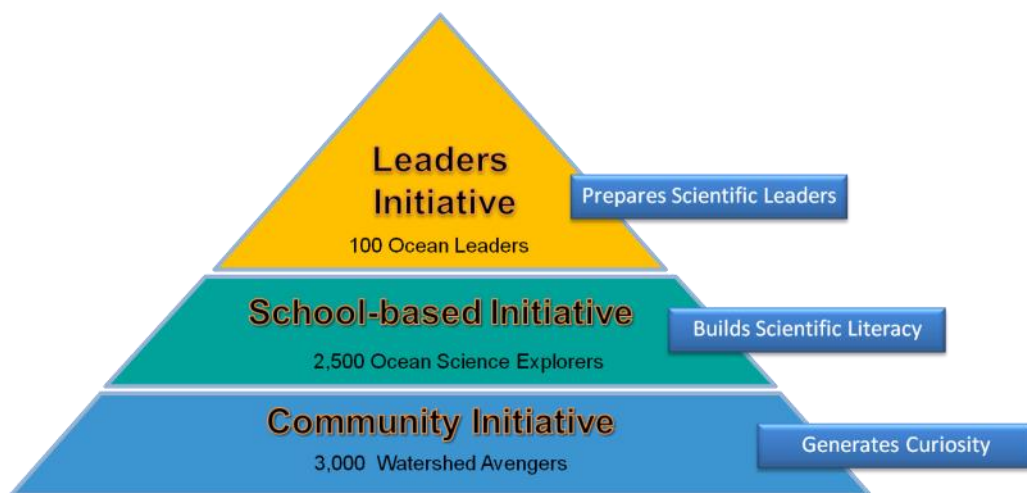 Leaders
Initiative
100 Ocean Leaders
Prepares Scientific Leaders
School-based Initiative
2,500 Ocean Science Explorers
Builds Scientific Literacy
Community Initiative
3,000 Watershed Avengers
Generates Curiosity